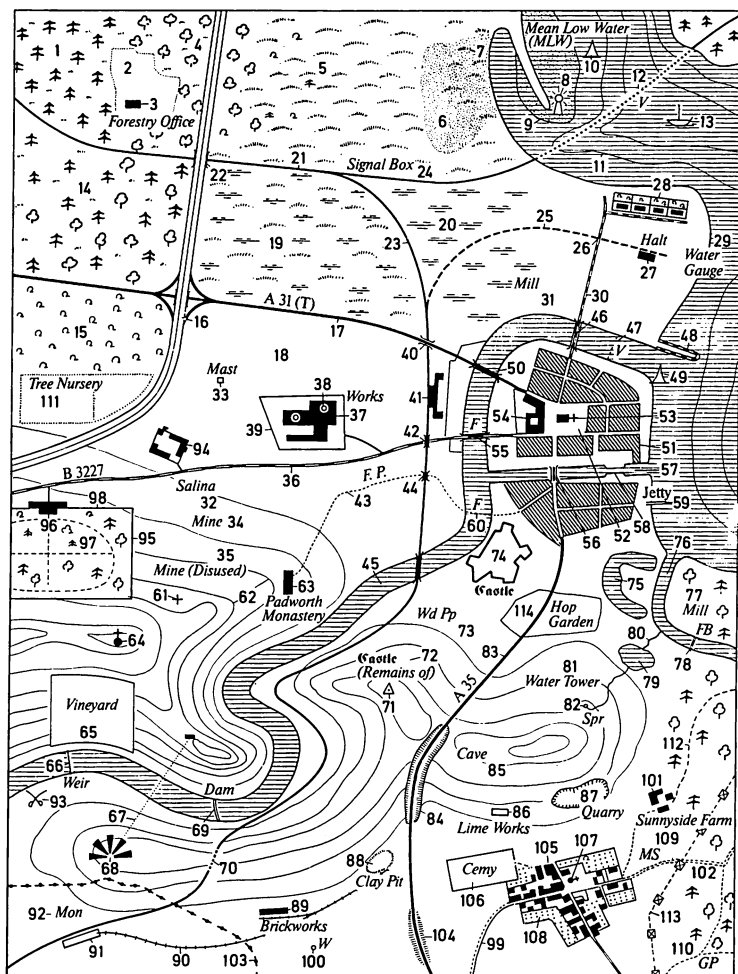 Mean Low Water
(MLW)
1
4
7
10
2
5
8
12
V
3
6
13
Forestry Office
9
21
11
22
Signal Box
24
14
28
20
25
23
26
Halt
29
19
27
Water
Gauge
Mill
31
30
A 31 (T)
46
16
17
47
48
15
40
V
18
50
Mast
Tree Nursery
33
38
Works
41
49
111
37
54
53
39
42
F
51
94
55
57
B 3227
36
F. P.
44
Jetty
98
Salina
43
F
59
32
60
58
96
Mine 34
56
52
76
95
74
97
35
45
75
77
Mine (Disused)
Castle
Mill
61
62
63
114
Hop
Garden
80
FB
Padworth
Monastery
Wd Pp
73
78
64
83
Castle
72
81
79
(Remains of)
A 35
Water Tower
Vineyard
71
82
Spr
65
112
Cave
66
85
101
Weir
Dam
87
93
86
Quarry
67
69
84
Sunnyside Farm
Lime Works
109
105
107
MS
68
70
88
Cemy
102
Clay Pit
106
92
Mon
89
108
113
Brickworks
W
104
99
110
91
90
103
100
GP